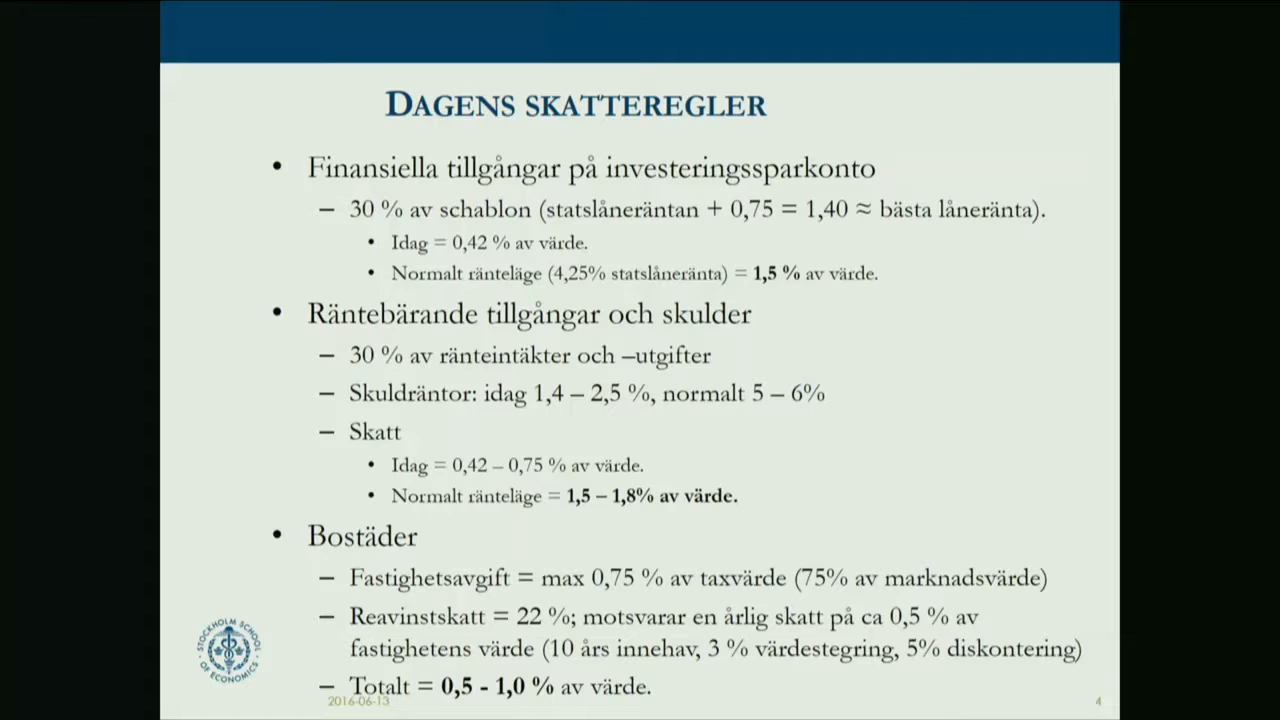 DAGENS SKATTEREGLER
• Finansiella tillgångar på investeringssparkonto
– 30 % av schablon (statslåneräntan + 0,75 = 1,40 ≈ bästa låneränta).
• Idag = 0,42 % av värde.
• Normalt ränteläge (4,25% statslåneränta) = 1,5 % av värde.
• Räntebärande tillgångar och skulder
– 30 % av ränteintäkter och –utgifter
– Skuldräntor: idag 1,4 – 2,5 %, normalt 5 – 6%
– Skatt
• Idag = 0,42 – 0,75 % av värde.
• Normalt ränteläge = 1,5 – 1,8% av värde.
• Bostäder
– Fastighetsavgift = max 0,75 % av taxvärde (75% av marknadsvärde)
– Reavinstskatt = 22 %; motsvarar en årlig skatt på ca 0,5 % av
fastighetens värde (10 års innehav, 3 % värdestegring, 5% diskontering)
– Totalt = 0,5 - 1,0 % av värde.
STOCKHOLM SCHOOL
OF ECONOMICS
2016-06-13
4